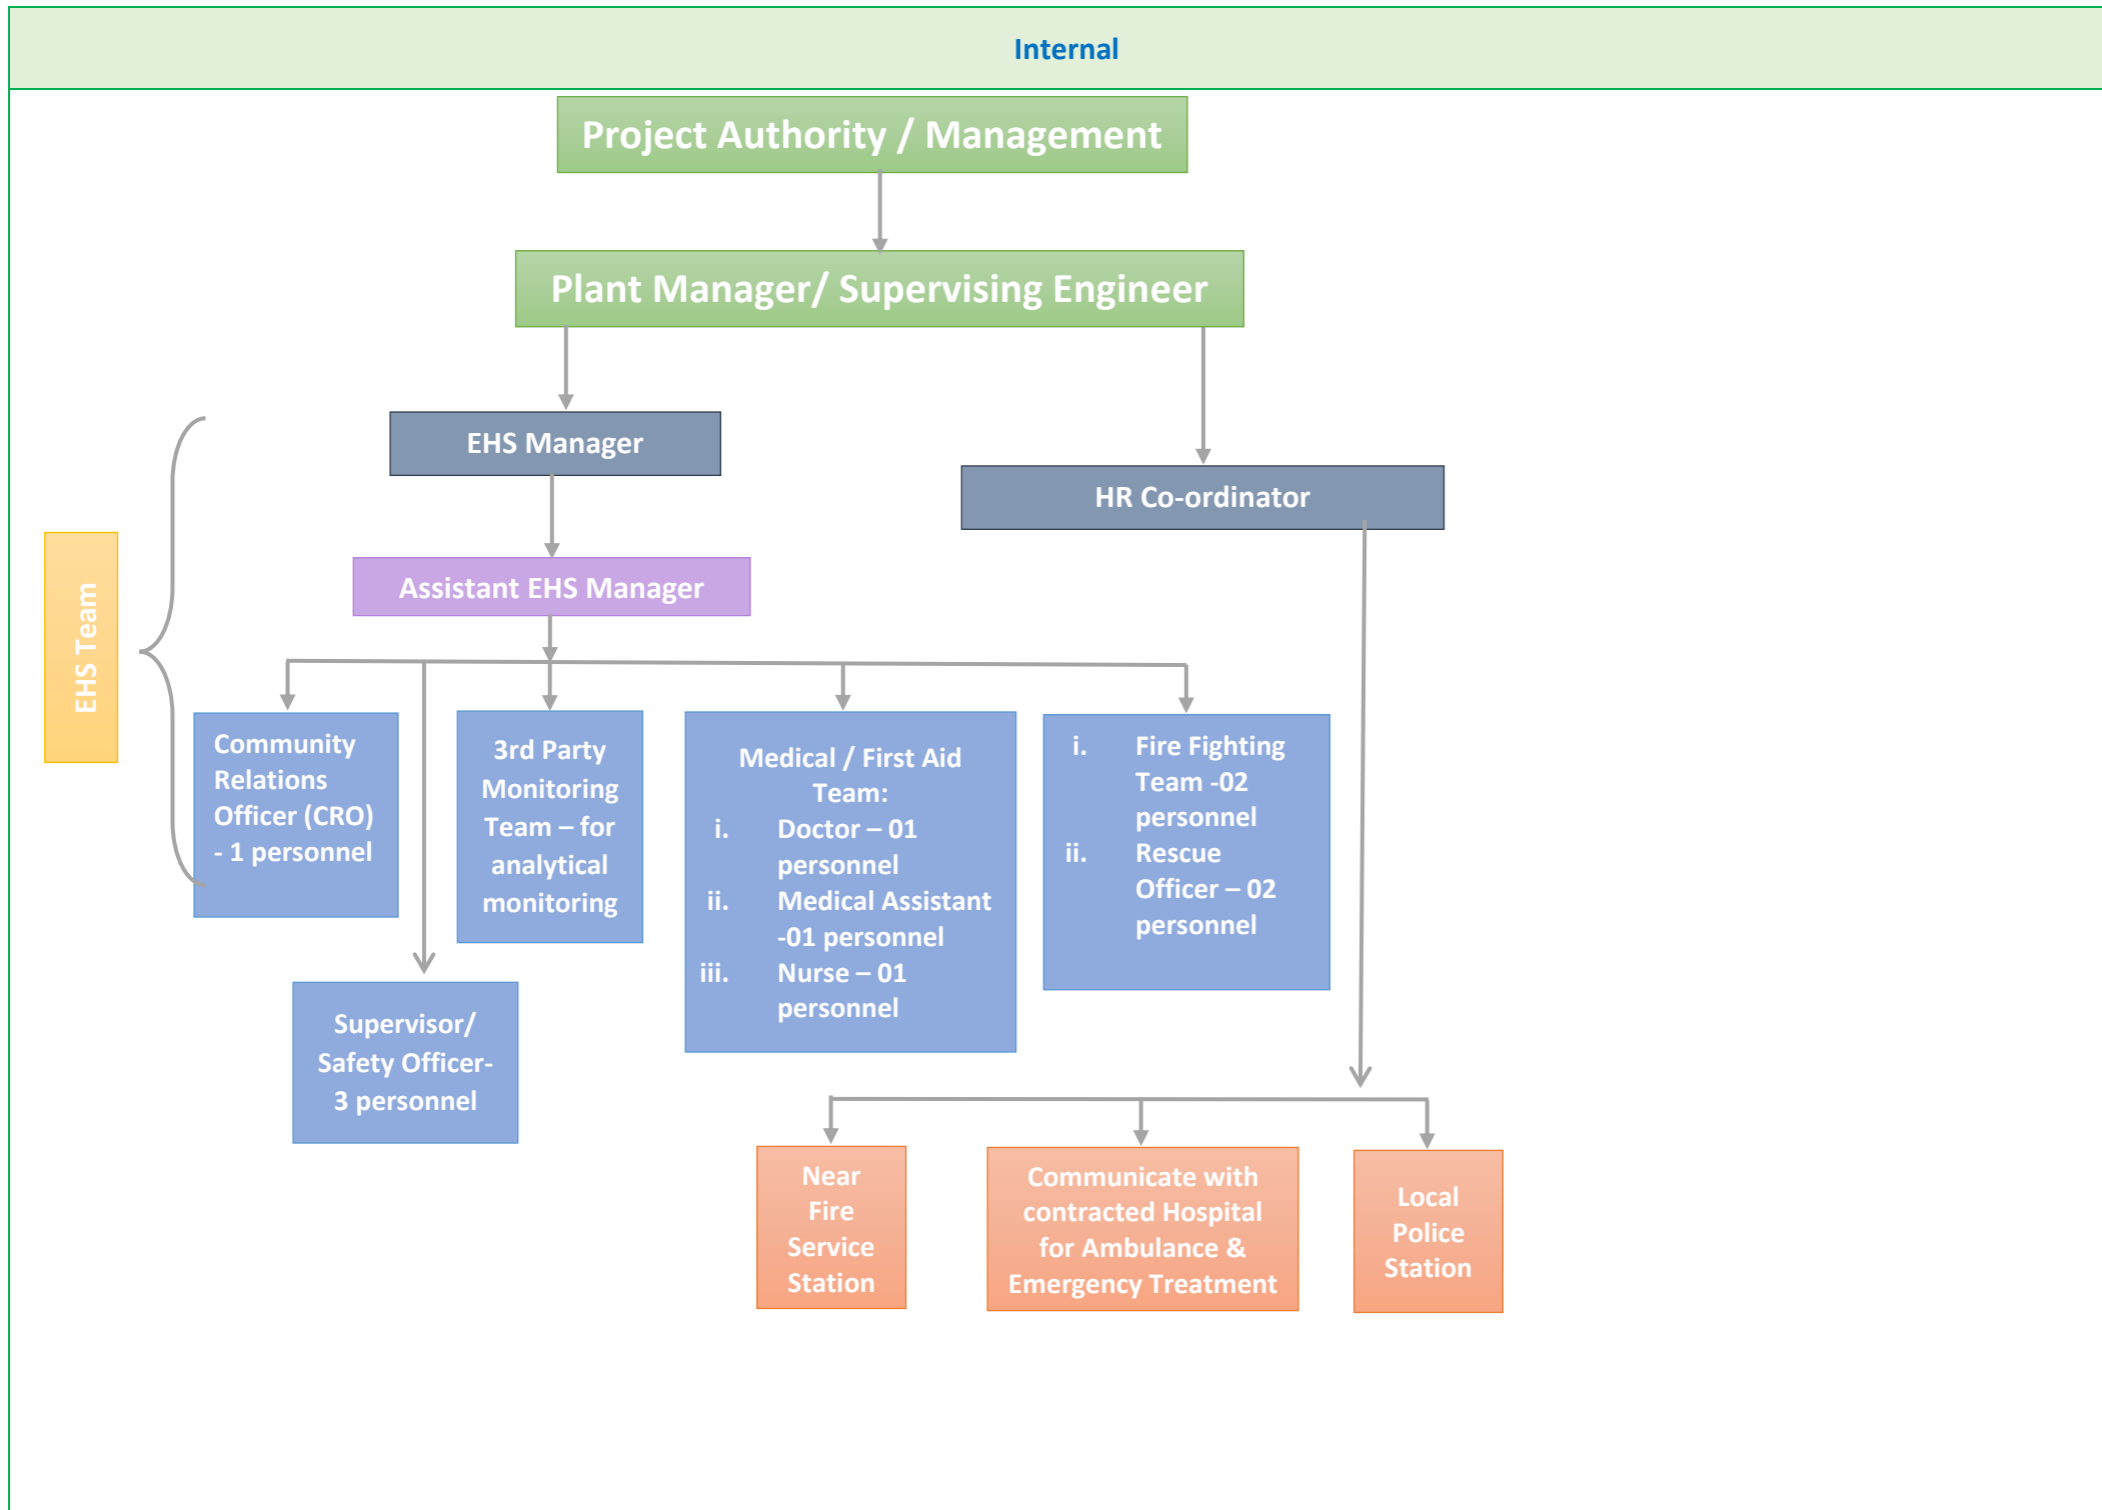 Internal
Project Authority / Management
Plant Manager/ Supervising Engineer
EHS Manager
HR Co-ordinator
Assistant EHS Manager
EHS Team
Community
Relations
Officer (CRO)
- 1 personnel
3rd Party
Monitoring
Team – for
analytical
monitoring
Medical / First Aid
Team:
i. Doctor – 01
personnel
ii. Medical Assistant
-01 personnel
iii. Nurse – 01
personnel
i. Fire Fighting
Team -02
personnel
ii. Rescue
Officer – 02
personnel
Supervisor/
Safety Officer-
3 personnel
Near
Fire
Service
Station
Communicate with
contracted Hospital
for Ambulance &
Emergency Treatment
Local
Police
Station